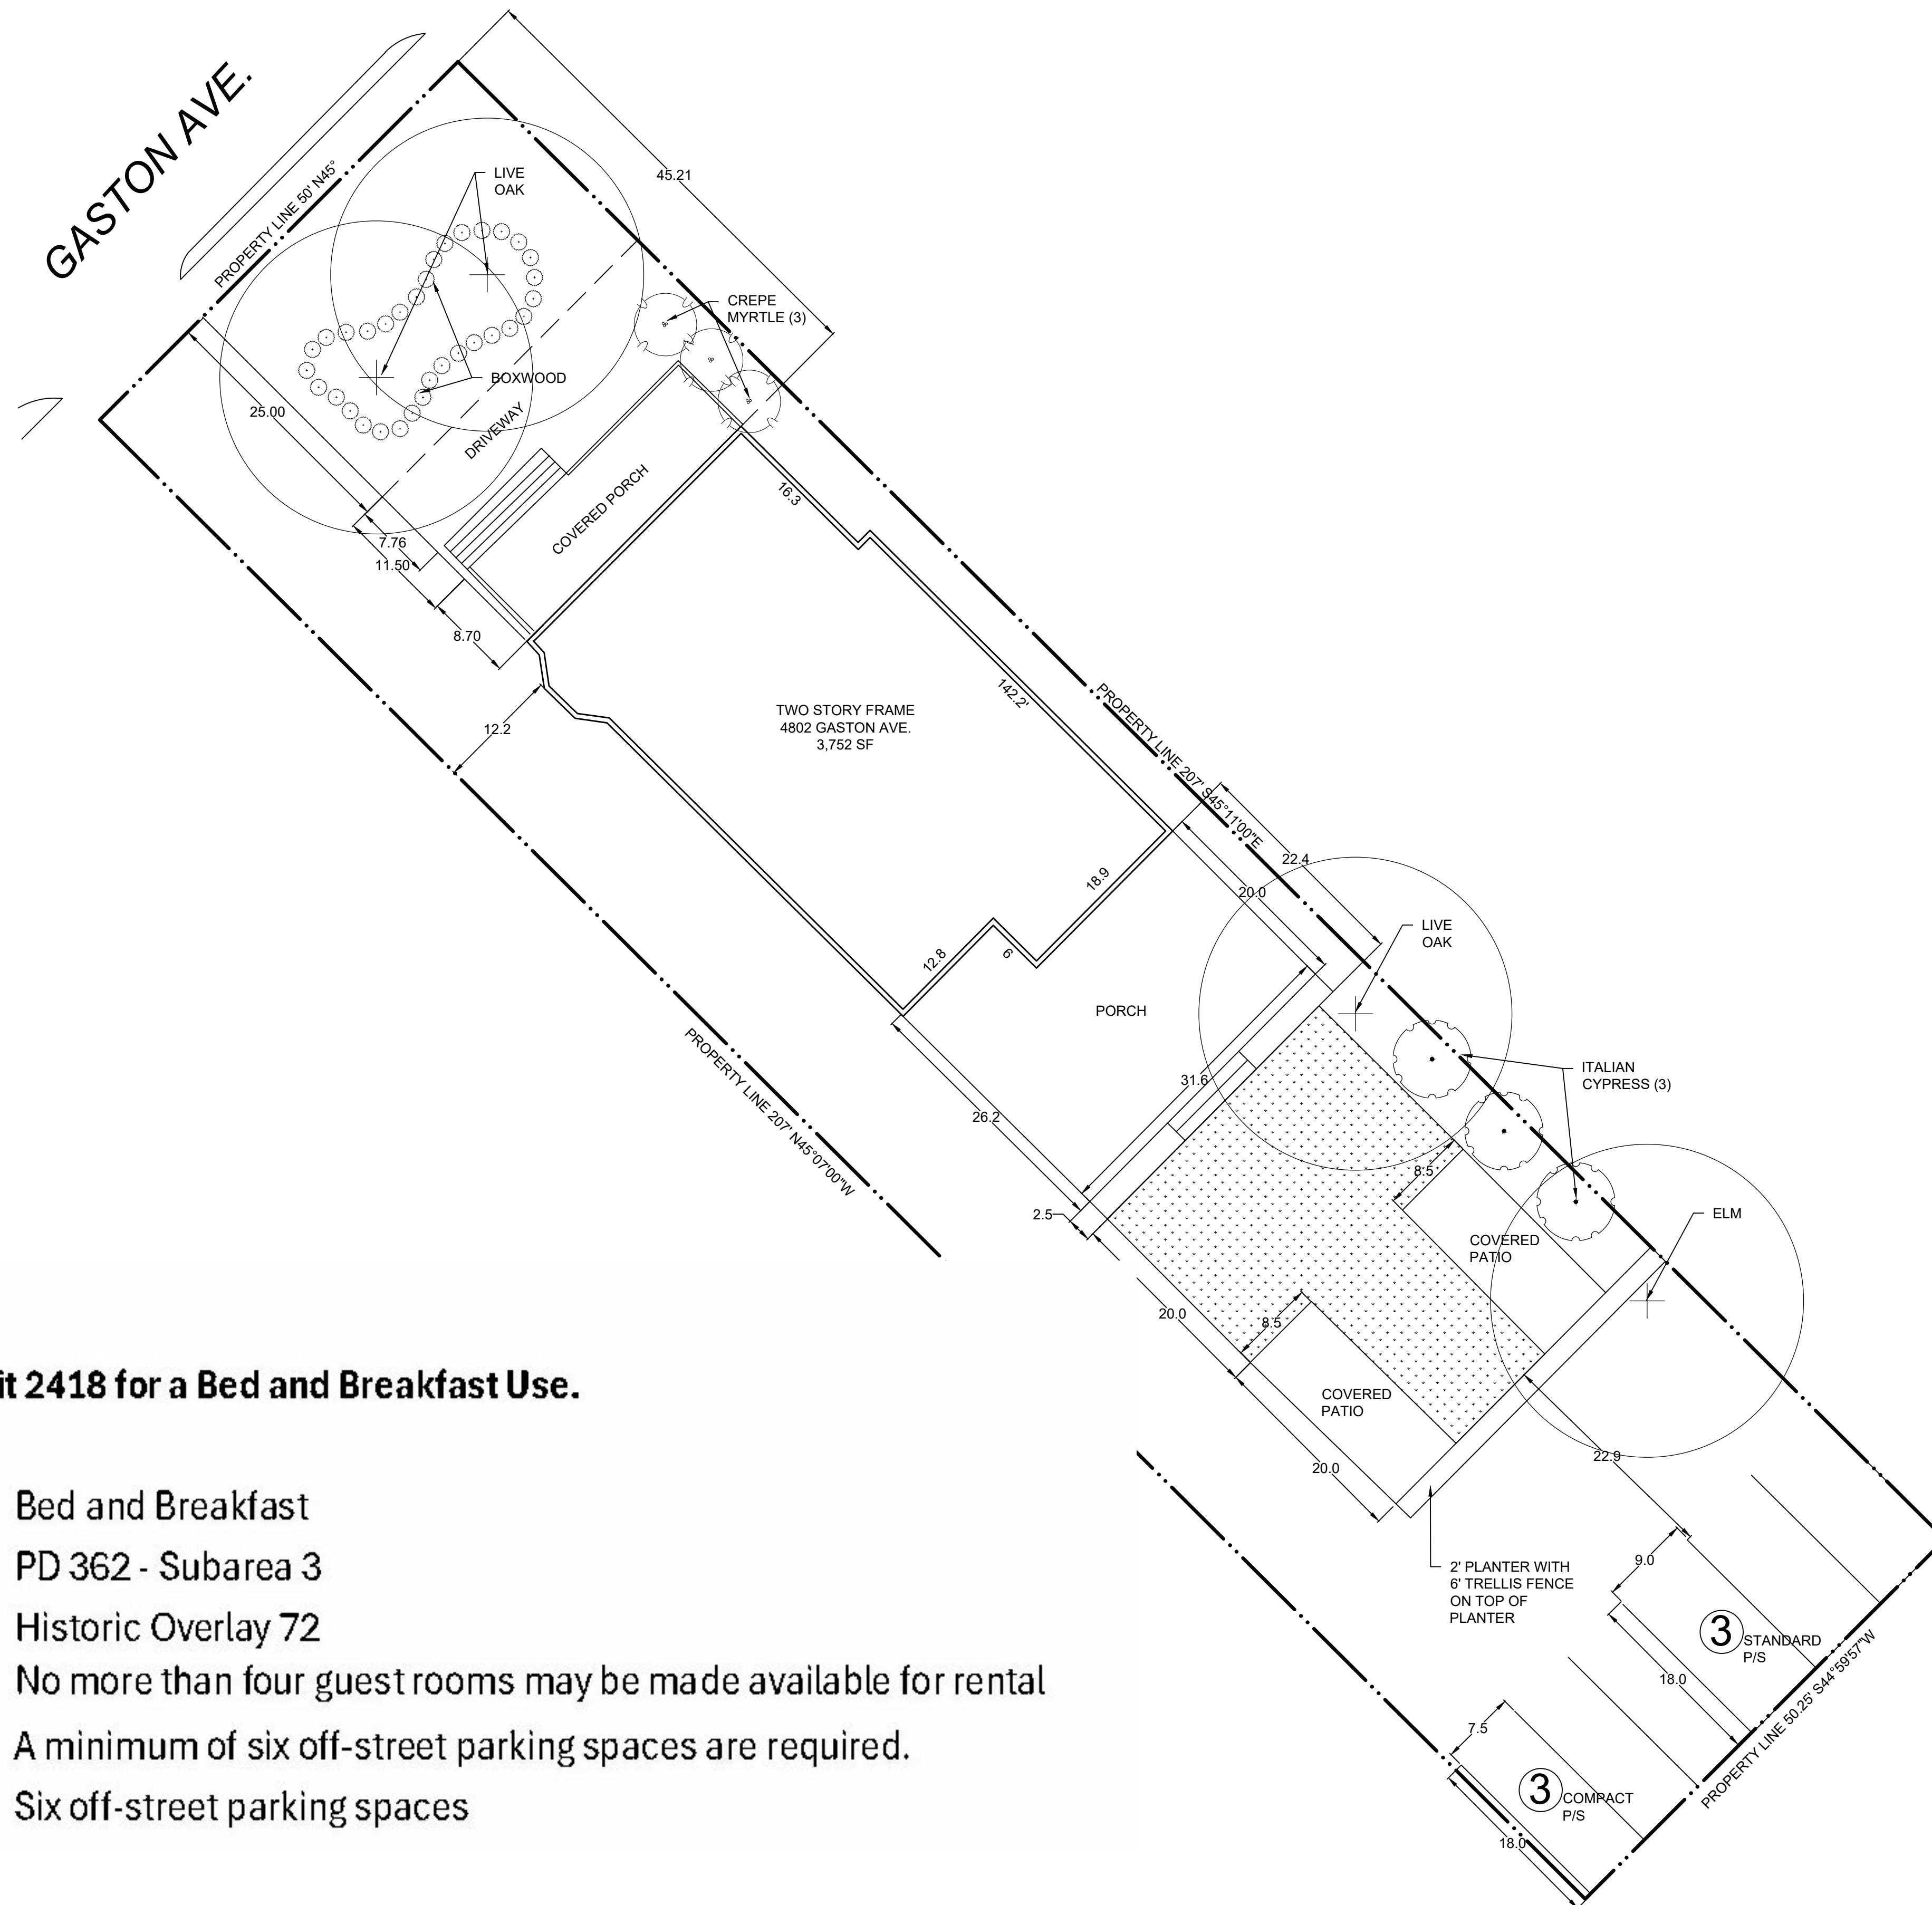 GASTON AVE.
PROPERTY LINE 50' N45°
LIVE
OAK
45.21
CREPE
MYRTLE (3)
BOXWOOD
25.00
DRIVEWAY
COVERED PORCH
16.3
7.76
11.50
8.70
12.2
TWO STORY FRAME
4802 GASTON AVE.
3,752 SF
142.2'
PROPERTY LINE 207' S45°11'00"E
22.4
20.0
18.9
12.8
6
LIVE
OAK
PORCH
PROPERTY LINE 207' N45°07'00"W
31.6
26.2
ITALIAN
CYPRESS (3)
8.5
2.5
ELM
COVERED
PATIO
20.0
8.5
COVERED
PATIO
20.0
22.9
2' PLANTER WITH
6' TRELLIS FENCE
ON TOP OF
PLANTER
9.0
3 STANDARD
P/S
18.0
PROPERTY LINE 50.25' S44°59'57"W
7.5
3 COMPACT
P/S
18.0
it 2418 for a Bed and Breakfast Use.
Bed and Breakfast
PD 362 - Subarea 3
Historic Overlay 72
No more than four guest rooms may be made available for rental
A minimum of six off-street parking spaces are required.
Six off-street parking spaces